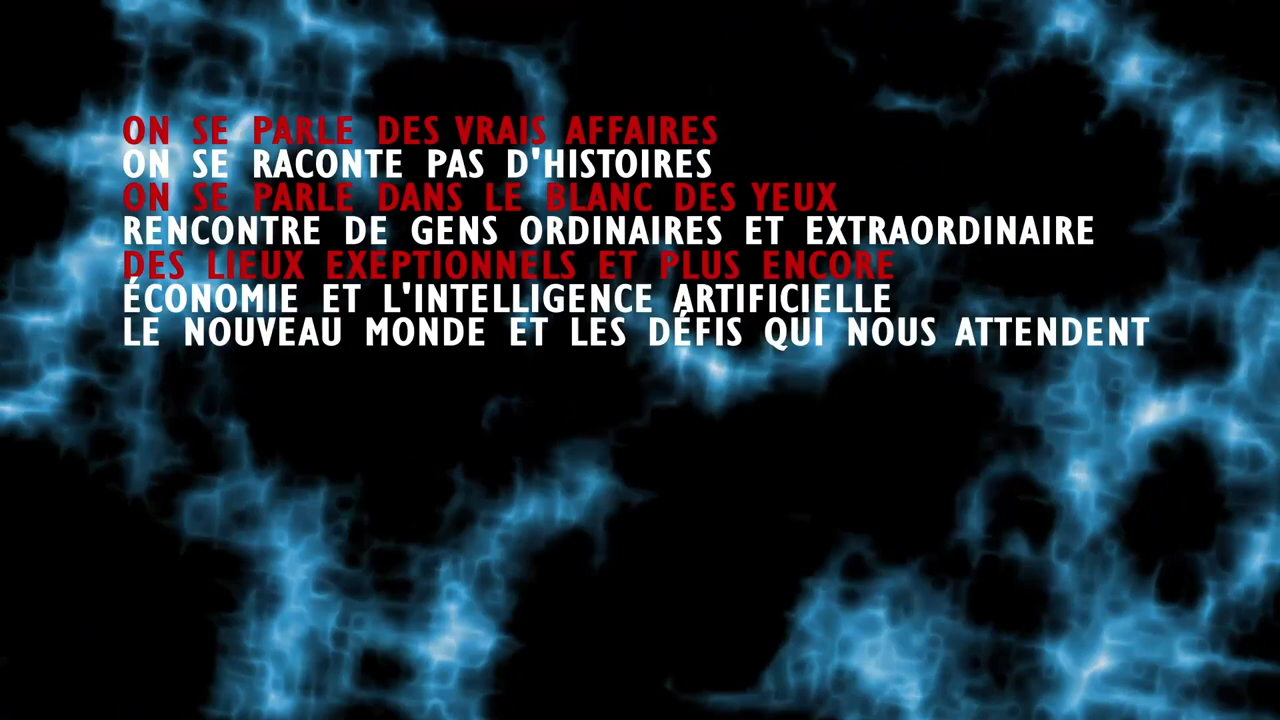 ON SE PARLE DES VRAIS AFFAIRES
ON SE RACONTE PAS D'HISTOIRES
ON SE PARLE DANS LE BLANC DES YEUX
RENCONTRE DE GENS ORDINAIRES ET EXTRAORDINAIRE
DES LIEUX EXEPTIONNELS ET PLUS ENCORE
ÉCONOMIE ET L'INTELLIGENCE ARTIFICIELLE
LE NOUVEAU MONDE ET LES DÉFIS QUI NOUS ATTENDENT